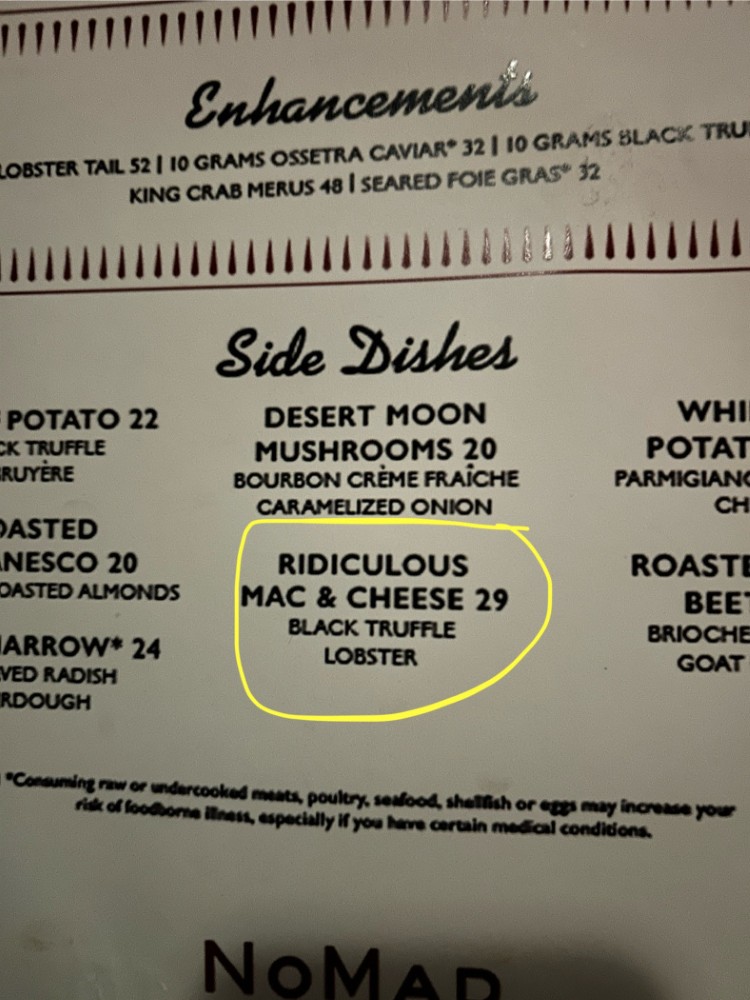 Enhancements
LOBSTER TAIL 52 | 10 GRAMS OSSETRA CAVIAR* 32 | 10 GRAMS BLACK TRU
KING CRAB MERUS 48 | SEARED FOIE GRAS* 32
Side Dishes
POTATO 22
CK TRUFFLE
RUYÈRE
OASTED
NESCO 20
OASTED ALMONDS
ARROW* 24
VED RADISH
RDOUGH
DESERT MOON
MUSHROOMS 20
BOURBON CRÈME FRAÎCHE
CARAMELIZED ONION
RIDICULOUS
MAC & CHEESE 29
BLACK TRUFFLE
LOBSTER
WHI
POTAT
PARMIGIANO
CH
ROASTE
BEET
BRIOCHE
GOAT
*Consuming raw or undercooked meats, poultry, seafood, shellfish or eggs may increase your
risk of foodborne illness, especially if you have certain medical conditions.
NOMAD